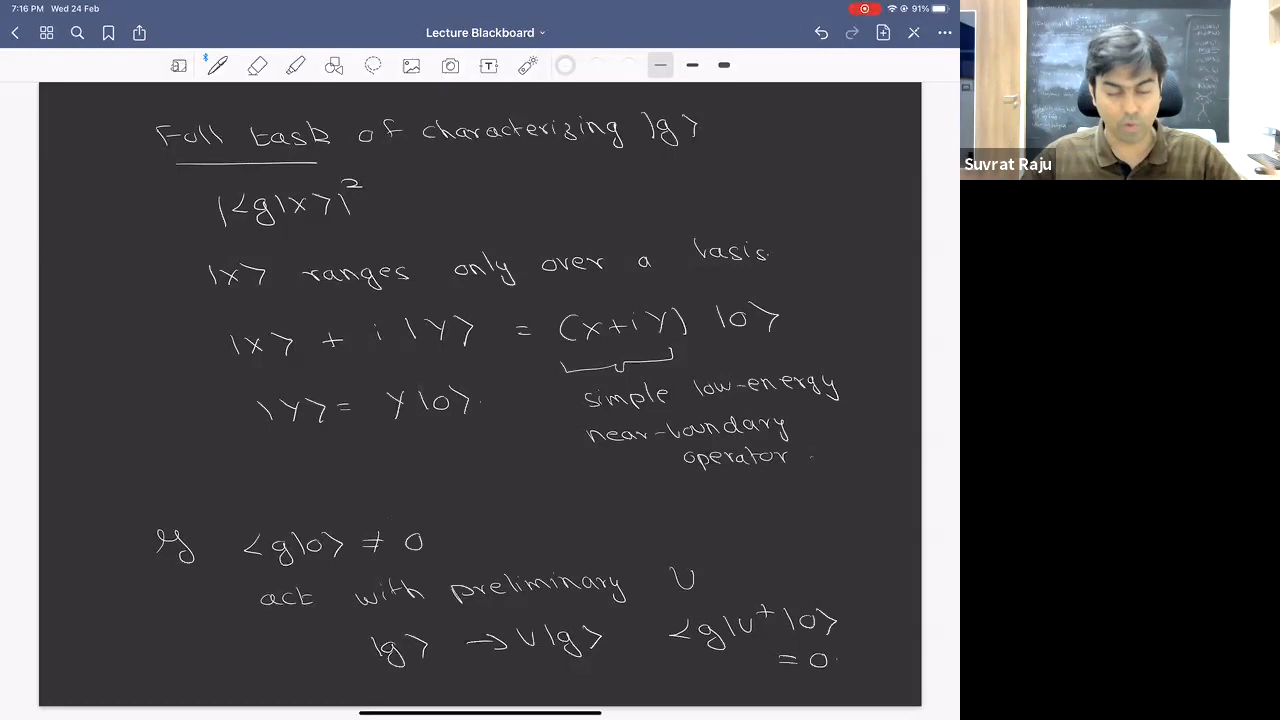 7:16 PM Wed 24 Feb
91%
Lecture Blackboard
Full task of characterizing |g>
|<g|X>|²
|X> ranges only over a basis.
|X> + i |Y> = (X+iY) |0>
|Y> = Y|0>.
simple low-energy
near-boundary
operator.
If <g|0> ≠ 0
act with preliminary U
|g> → U|g> <g|U† |0>
= 0.
Suvrat Raju